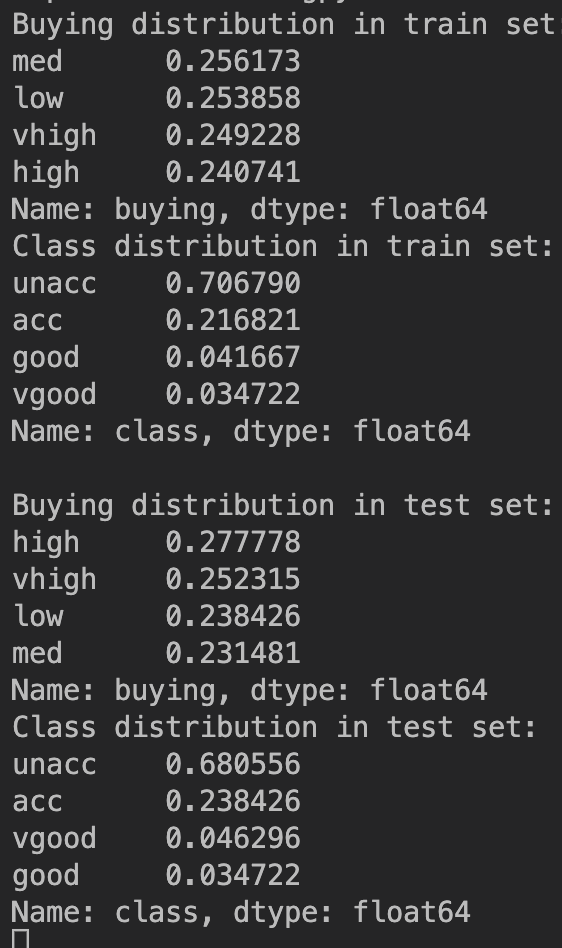 Buying distribution in train set:
med      0.256173
low      0.253858
vhigh    0.249228
high     0.240741
Name: buying, dtype: float64
Class distribution in train set:
unacc    0.706790
acc      0.216821
good     0.041667
vgood    0.034722
Name: class, dtype: float64

Buying distribution in test set:
high     0.277778
vhigh    0.252315
low      0.238426
med      0.231481
Name: buying, dtype: float64
Class distribution in test set:
unacc    0.680556
acc      0.238426
vgood    0.046296
good     0.034722
Name: class, dtype: float64